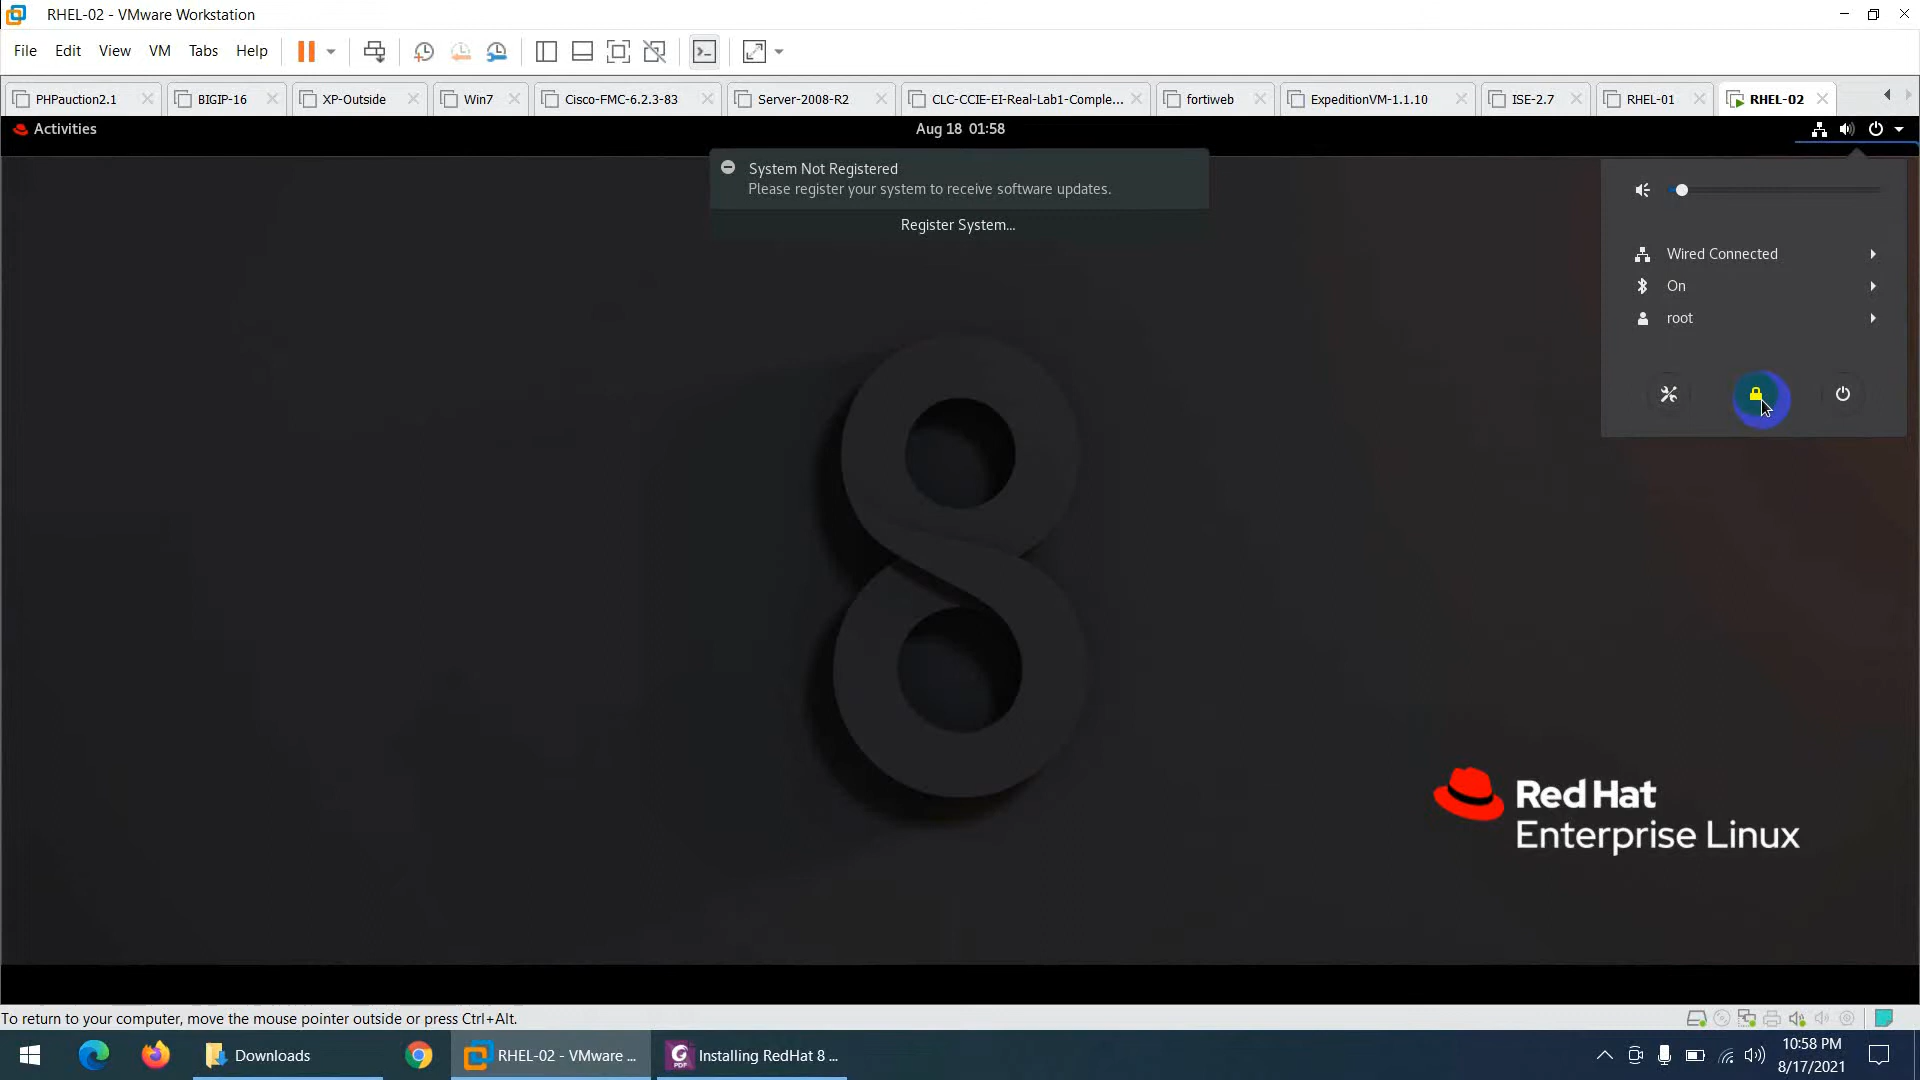 RHEL-02 - VMware Workstation
File Edit View VM Tabs Help
PHPauction2.1 BIGIP-16 XP-Outside Win7 Cisco-FMC-6.2.3-83 Server-2008-R2 CLC-CCIE-EI-Real-Lab1-Comple... fortiweb ExpeditionVM-1.1.10 ISE-2.7 RHEL-01 RHEL-02
Activities Aug 18 01:58
System Not Registered
Please register your system to receive software updates.
Register System...
Wired Connected
On
root
8
Red Hat
Enterprise Linux
To return to your computer, move the mouse pointer outside or press Ctrl+Alt.
Downloads RHEL-02 - VMware ... PDF Installing RedHat 8 ... 10:58 PM
8/17/2021